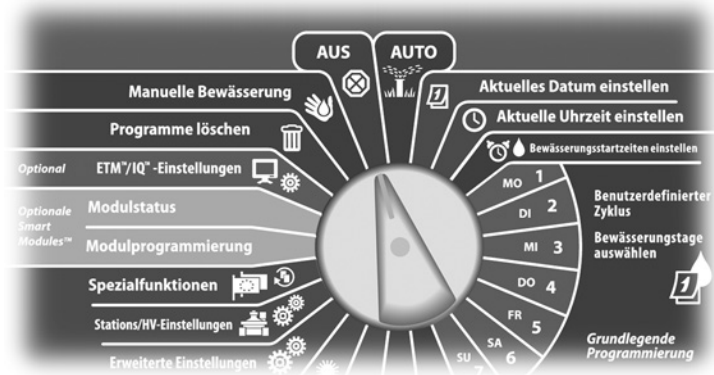 AUS
AUTO
Manuelle Bewässerung
Programme löschen
Optional
ETM™/IQ™ -Einstellungen
Optionale
Smart
Modules™
Modulstatus
Modulprogrammierung
Spezialfunktionen
Stations/HV-Einstellungen
Erweiterte Einstellungen
1
Aktuelles Datum einstellen
Aktuelle Uhrzeit einstellen
Bewässerungsstartzeiten einstellen
MO 1
DI 2
MI 3
DO 4
FR 5
SA 6
SU 7
Benutzerdefinierter
Zyklus
Bewässerungstage
auswählen
1
Grundlegende
Programmierung